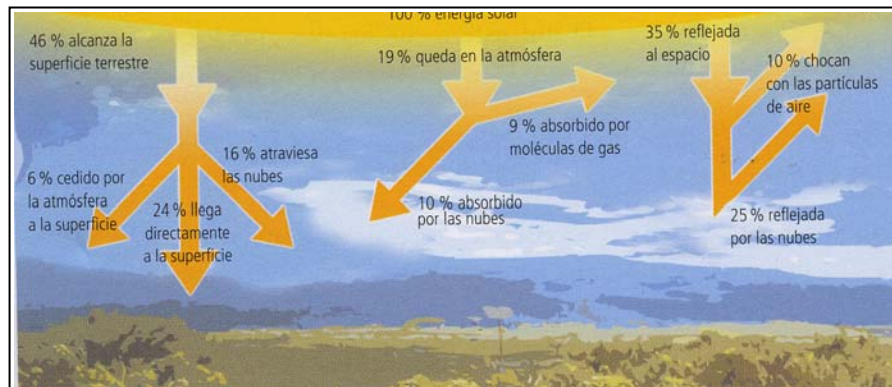 100 % energía solar
46 % alcanza la
superficie terrestre
19 % queda en la atmósfera
35 % reflejada
al espacio
10 % chocan
con las partículas
de aire
9 % absorbido por
moléculas de gas
16 % atraviesa
las nubes
6 % cedido por
la atmósfera
a la superficie
24 % llega
directamente
a la superfície
10 % absorbido
por las nubes
25 % reflejada
por las nubes